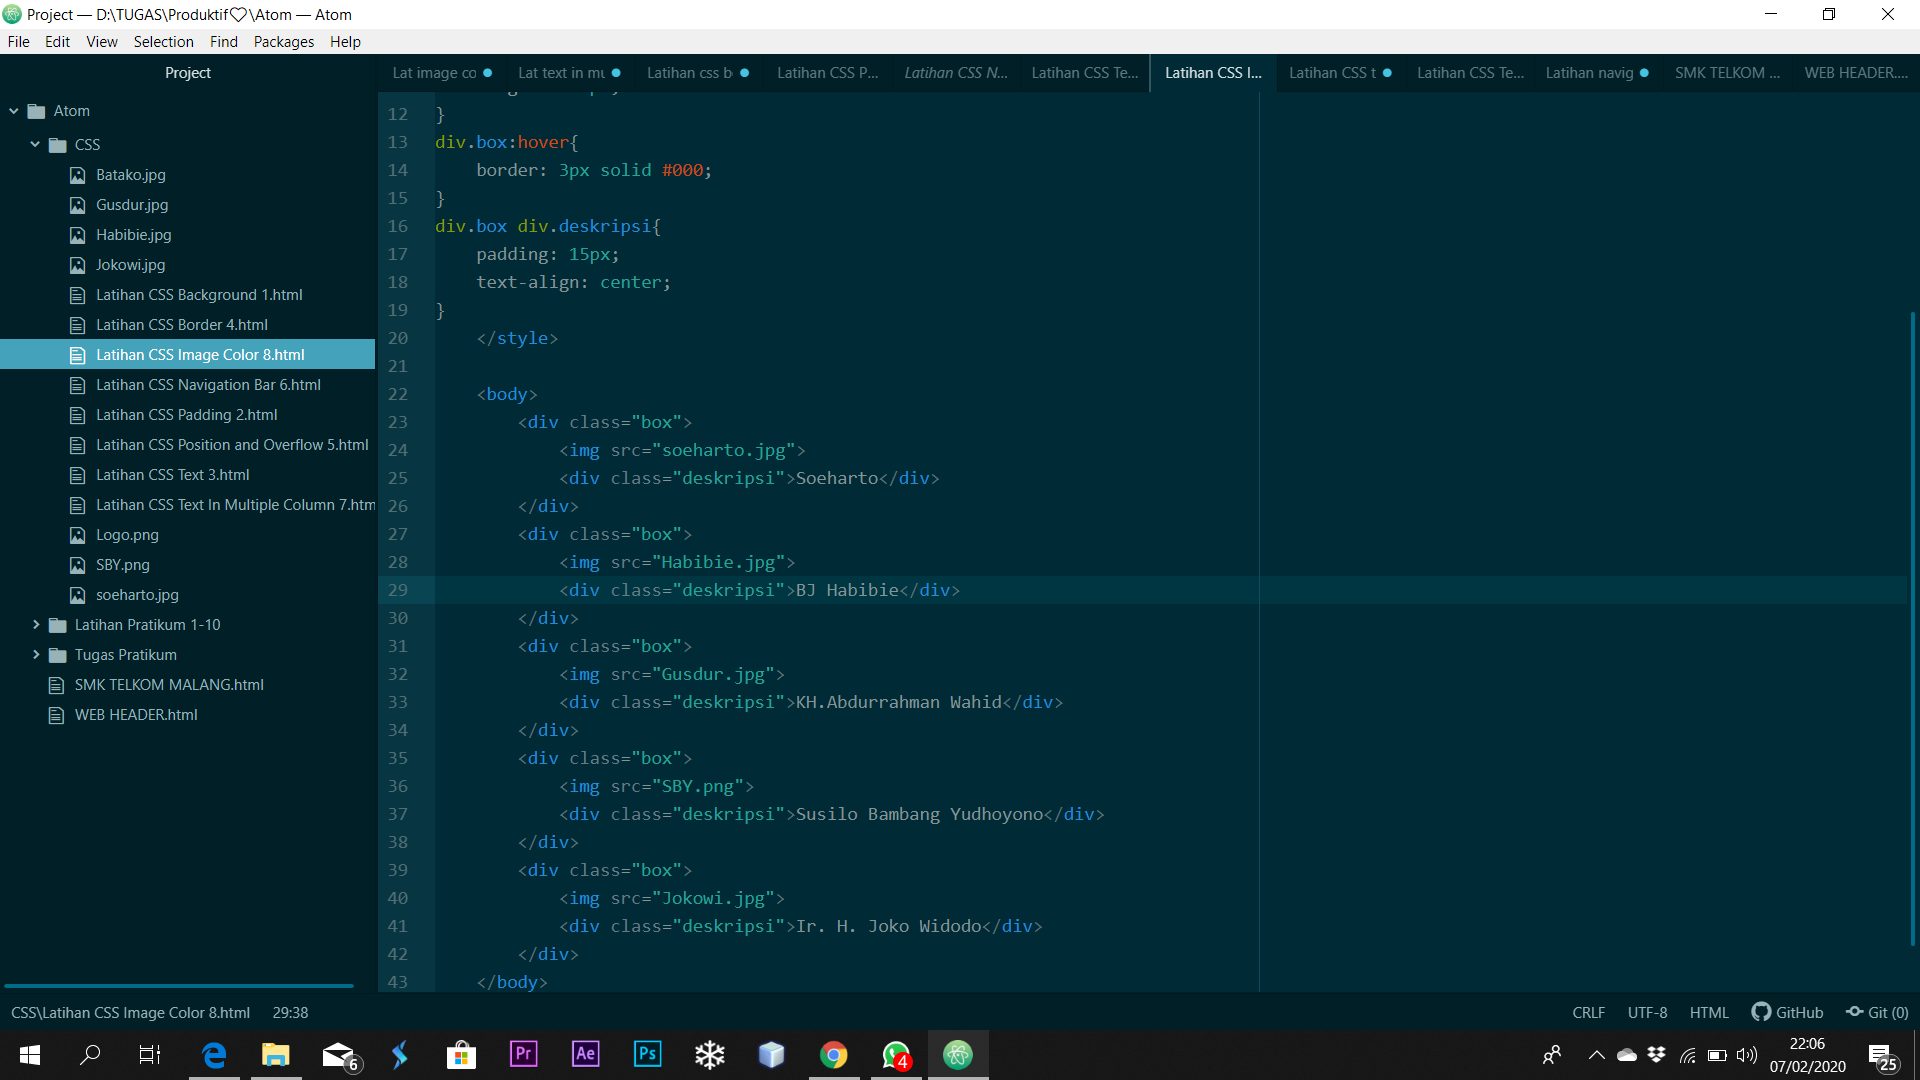 Project — D:\TUGAS\Produktif♡\Atom — Atom
File Edit View Selection Find Packages Help
Project
Lat image co
Lat text in mu
Latihan css b
Latihan CSS P...
Latihan CSS N...
Latihan CSS Te...
Latihan CSS I...
Latihan CSS t
Latihan CSS Te...
Latihan navig
SMK TELKOM ...
WEB HEADER....
Atom
CSS
Batako.jpg
Gusdur.jpg
Habibie.jpg
Jokowi.jpg
Latihan CSS Background 1.html
Latihan CSS Border 4.html
Latihan CSS Image Color 8.html
Latihan CSS Navigation Bar 6.html
Latihan CSS Padding 2.html
Latihan CSS Position and Overflow 5.html
Latihan CSS Text 3.html
Latihan CSS Text In Multiple Column 7.htm
Logo.png
SBY.png
soeharto.jpg
Latihan Pratikum 1-10
Tugas Pratikum
SMK TELKOM MALANG.html
WEB HEADER.html
12 }
13 div.box:hover{
14 border: 3px solid #000;
15 }
16 div.box div.deskripsi{
17 padding: 15px;
18 text-align: center;
19 }
20 </style>
21
22 <body>
23 <div class="box">
24 <img src="soeharto.jpg">
25 <div class="deskripsi">Soeharto</div>
26 </div>
27 <div class="box">
28 <img src="Habibie.jpg">
29 <div class="deskripsi">BJ Habibie</div>
30 </div>
31 <div class="box">
32 <img src="Gusdur.jpg">
33 <div class="deskripsi">KH.Abdurrahman Wahid</div>
34 </div>
35 <div class="box">
36 <img src="SBY.png">
37 <div class="deskripsi">Susilo Bambang Yudhoyono</div>
38 </div>
39 <div class="box">
40 <img src="Jokowi.jpg">
41 <div class="deskripsi">Ir. H. Joko Widodo</div>
42 </div>
43 </body>
CSS\Latihan CSS Image Color 8.html 29:38
CRLF UTF-8 HTML GitHub Git (0)
6
Pr
Ae
Ps
4
22:06
07/02/2020
25